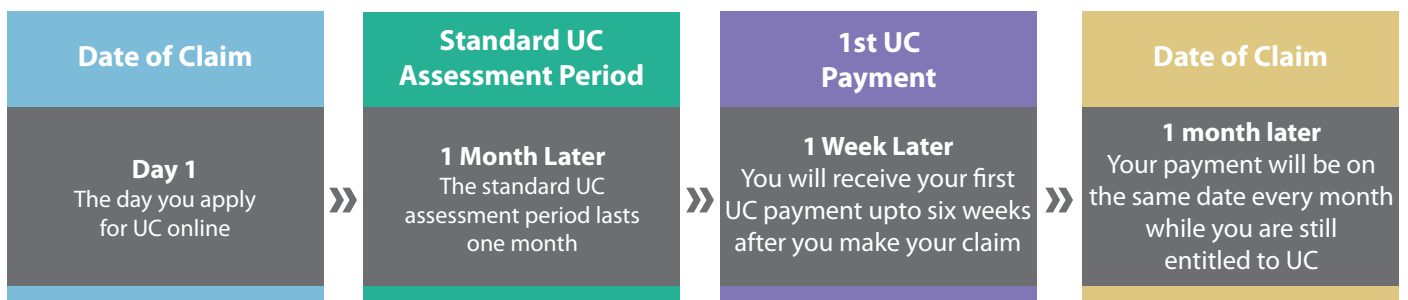 Date of Claim
Day 1
The day you apply
for UC online
»
Standard UC
Assessment Period
1 Month Later
The standard UC
assessment period lasts
one month
»
1st UC
Payment
1 Week Later
You will receive your first
UC payment upto six weeks
after you make your claim
»
Date of Claim
1 month later
Your payment will be on
the same date every month
while you are still
entitled to UC